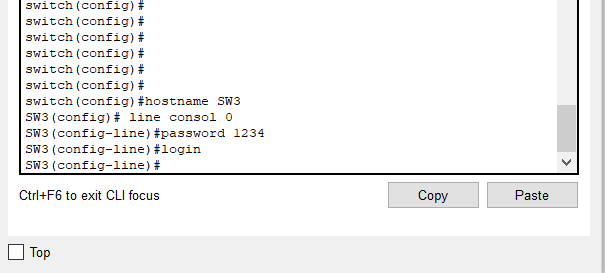 switch(config)#
switch(config)#
switch(config)#
switch(config)#
switch(config)#
switch(config)#
switch(config)#hostname SW3
SW3(config)# line consol 0
SW3(config-line)#password 1234
SW3(config-line)#login
SW3(config-line)#
Ctrl+F6 to exit CLI focus
Copy
Paste
Top